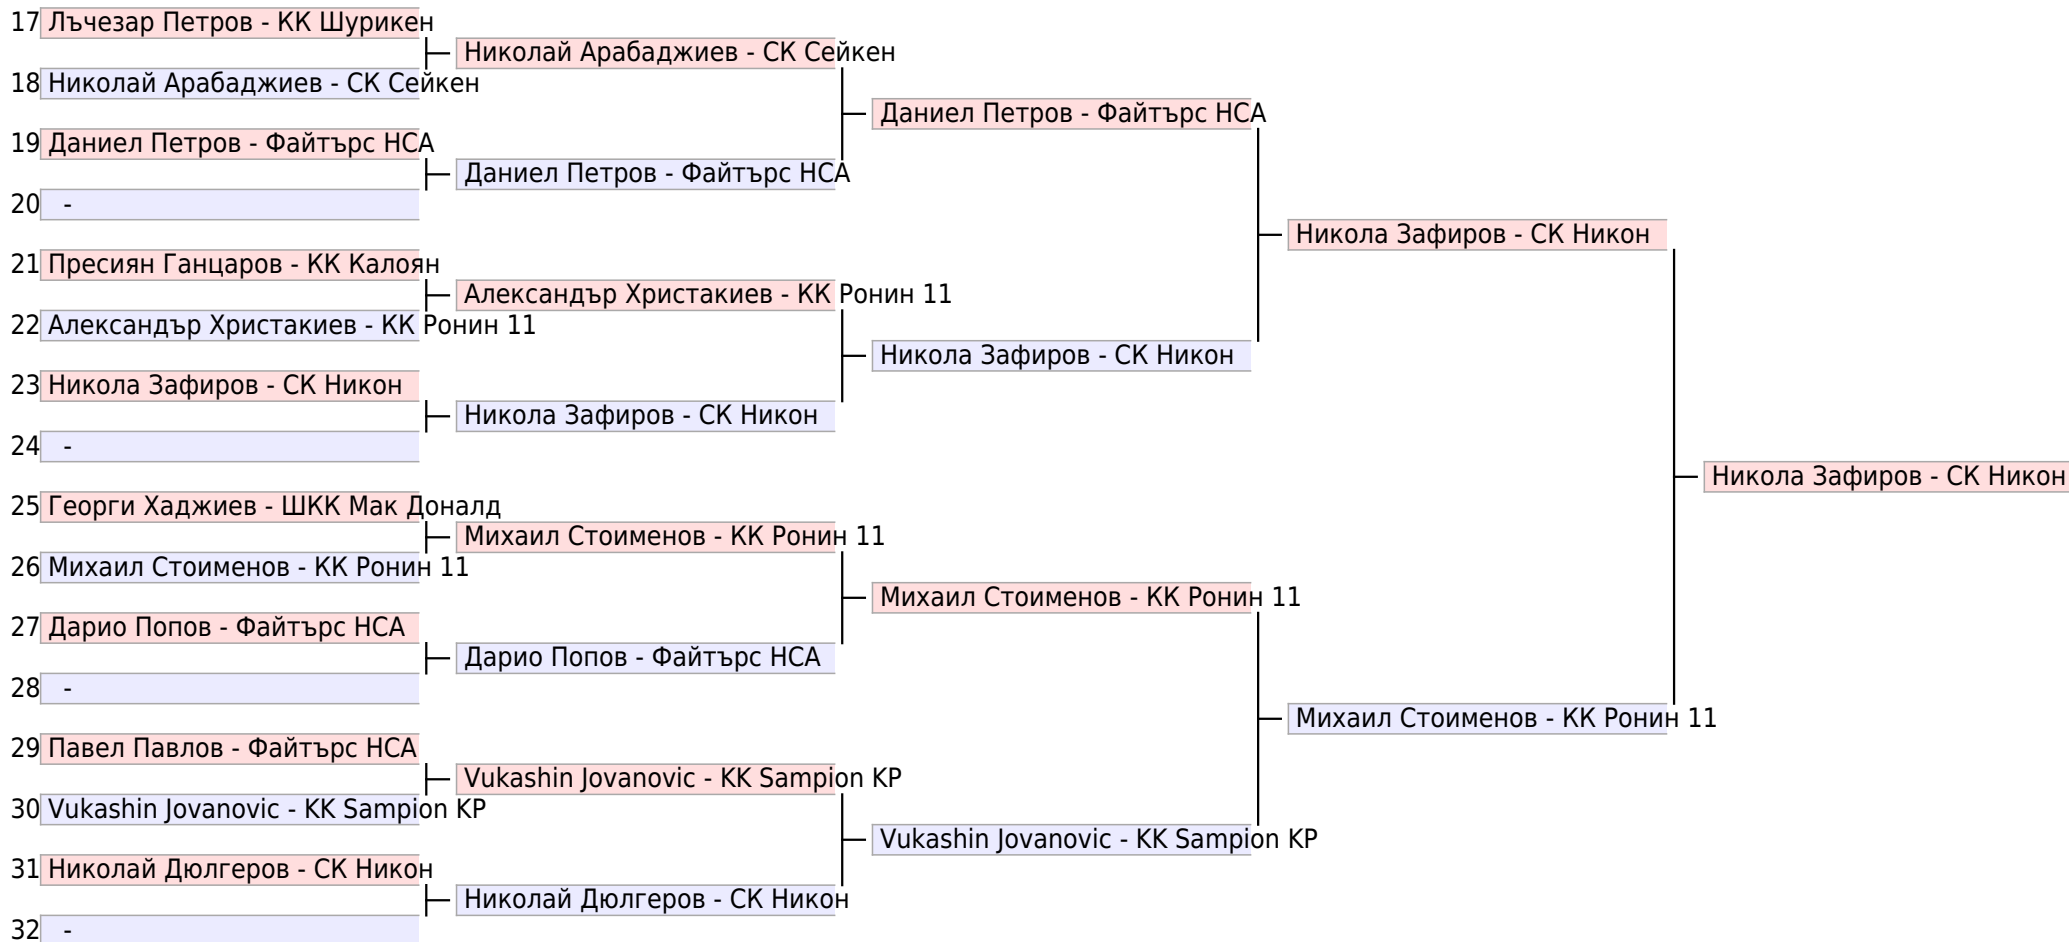 17 Лъчезар Петров - КК Шурикен
Николай Арабаджиев - СК Сейкен
18 Николай Арабаджиев - СК Сейкен
Даниел Петров - Файтърс НСА
19 Даниел Петров - Файтърс НСА
Даниел Петров - Файтърс НСА
20 -
Никола Зафиров - СК Никон
21 Пресиян Ганцаров - КК Калоян
Александър Христакиев - КК Ронин 11
22 Александър Христакиев - КК Ронин 11
Никола Зафиров - СК Никон
23 Никола Зафиров - СК Никон
Никола Зафиров - СК Никон
24 -
Никола Зафиров - СК Никон
25 Георги Хаджиев - ШКК Мак Доналд
Михаил Стоименов - КК Ронин 11
26 Михаил Стоименов - КК Ронин 11
Михаил Стоименов - КК Ронин 11
27 Дарио Попов - Файтърс НСА
Дарио Попов - Файтърс НСА
28 -
Михаил Стоименов - КК Ронин 11
29 Павел Павлов - Файтърс НСА
Vukashin Jovanovic - KK Sampion KP
30 Vukashin Jovanovic - KK Sampion KP
Vukashin Jovanovic - KK Sampion KP
31 Николай Дюлгеров - СК Никон
Николай Дюлгеров - СК Никон
32 -